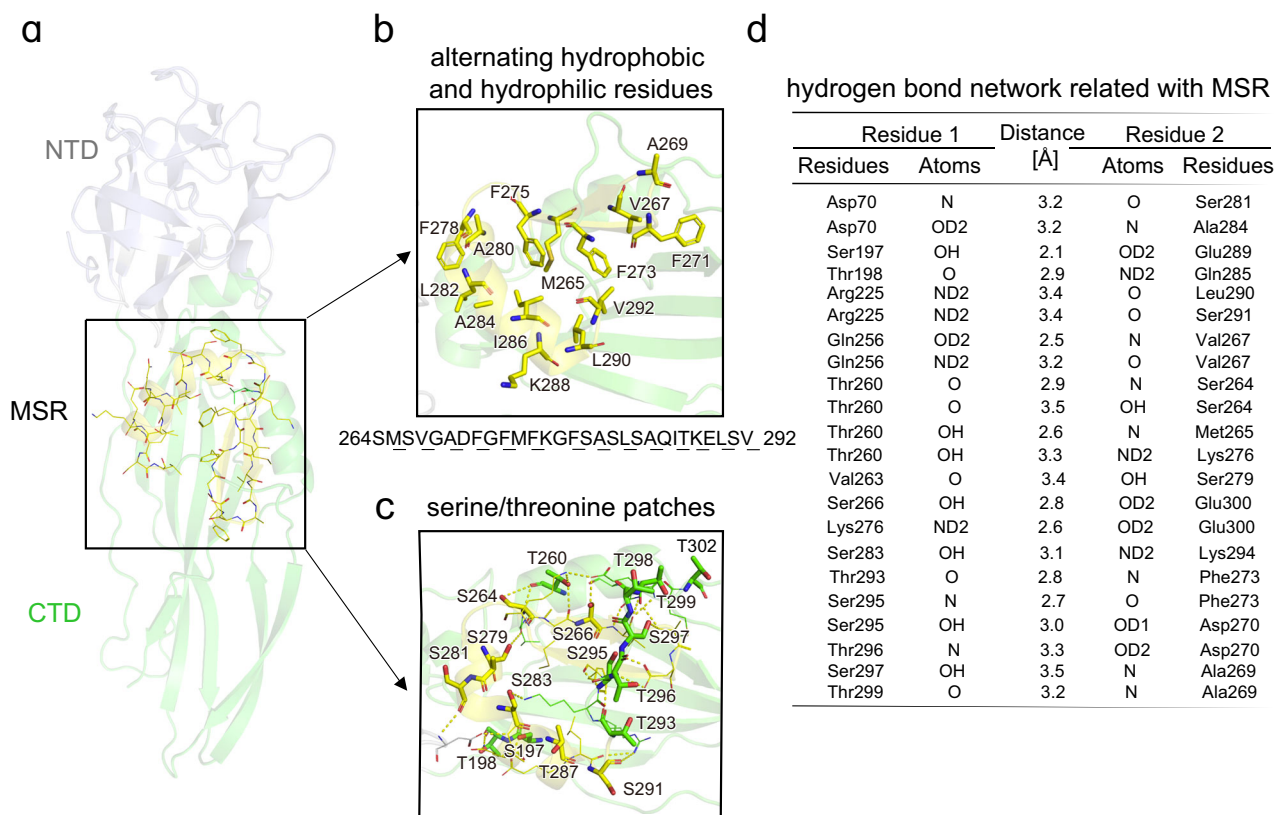 a
NTD
MSR
CTD
b
alternating hydrophobic
and hydrophilic residues
A269
F275
V267
F278
A280
F271
F273
M265
L282
V292
A284
I286
L290
K288
264SMSVGADFGFMFKGFSASLSAQITKELSV 292
c
serine/threonine patches
T302
T260
T298
S264
T299
S266
S297
S279
S295
S281
S283
T296
T293
S197
T198
T287
S291
d
hydrogen bond network related with MSR
Residue 1 Distance [Å] Residue 2
Residues Atoms Atoms Residues
Asp70 N 3.2 O Ser281
Asp70 OD2 3.2 N Ala284
Ser197 OH 2.1 OD2 Glu289
Thr198 O 2.9 ND2 Gln285
Arg225 ND2 3.4 O Leu290
Arg225 ND2 3.4 O Ser291
Gln256 OD2 2.5 N Val267
Gln256 ND2 3.2 O Val267
Thr260 O 2.9 N Ser264
Thr260 O 3.5 OH Ser264
Thr260 OH 2.6 N Met265
Thr260 OH 3.3 ND2 Lys276
Val263 O 3.4 OH Ser279
Ser266 OH 2.8 OD2 Glu300
Lys276 ND2 2.6 OD2 Glu300
Ser283 OH 3.1 ND2 Lys294
Thr293 O 2.8 N Phe273
Ser295 N 2.7 O Phe273
Ser295 OH 3.0 OD1 Asp270
Thr296 N 3.3 OD2 Asp270
Ser297 OH 3.5 N Ala269
Thr299 O 3.2 N Ala269